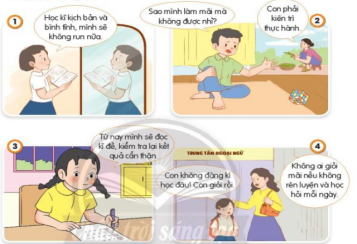 1
Học kĩ kịch bản và
bình tĩnh, mình sẽ
không run nữa
Sao mình làm mãi mà
không được nhỉ?
Con phải
kiên trì
thực hành
2
3
Từ nay mình sẽ đọc
kĩ đề, kiểm tra lại kết
quả cẩn thận
TRUNG TÂM NGOẠI NGỮ
Con không đăng kí
học đâu! Con giỏi rồi
4
Không ai giỏi
mãi nếu không
rèn luyện và học
hỏi mỗi ngày
trời sáng